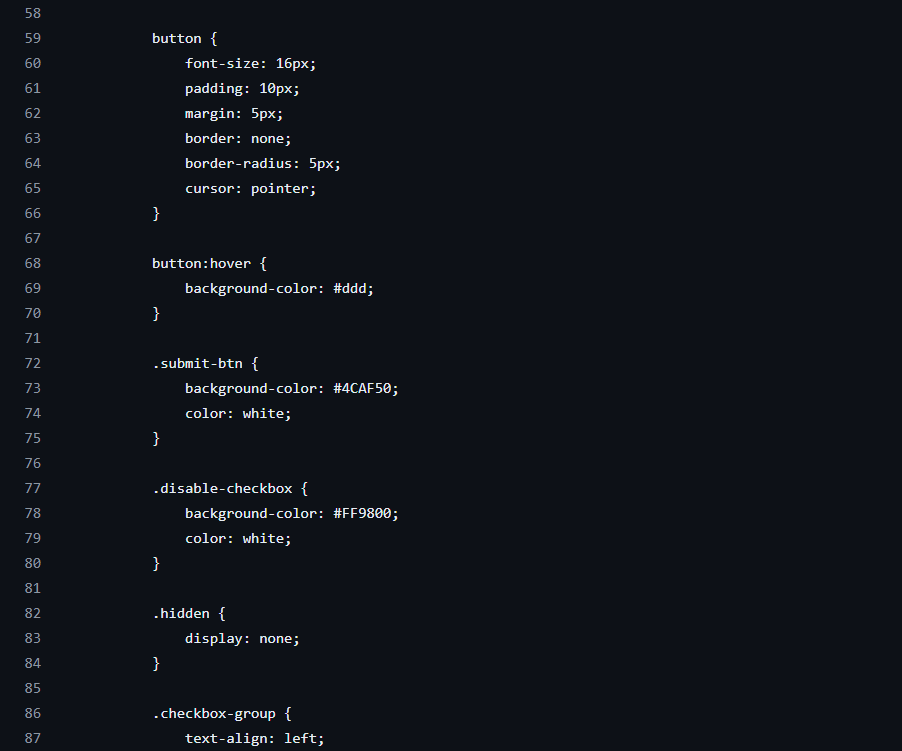 58
59 button {
60 font-size: 16px;
61 padding: 10px;
62 margin: 5px;
63 border: none;
64 border-radius: 5px;
65 cursor: pointer;
66 }
67
68 button:hover {
69 background-color: #ddd;
70 }
71
72 .submit-btn {
73 background-color: #4CAF50;
74 color: white;
75 }
76
77 .disable-checkbox {
78 background-color: #FF9800;
79 color: white;
80 }
81
82 .hidden {
83 display: none;
84 }
85
86 .checkbox-group {
87 text-align: left;